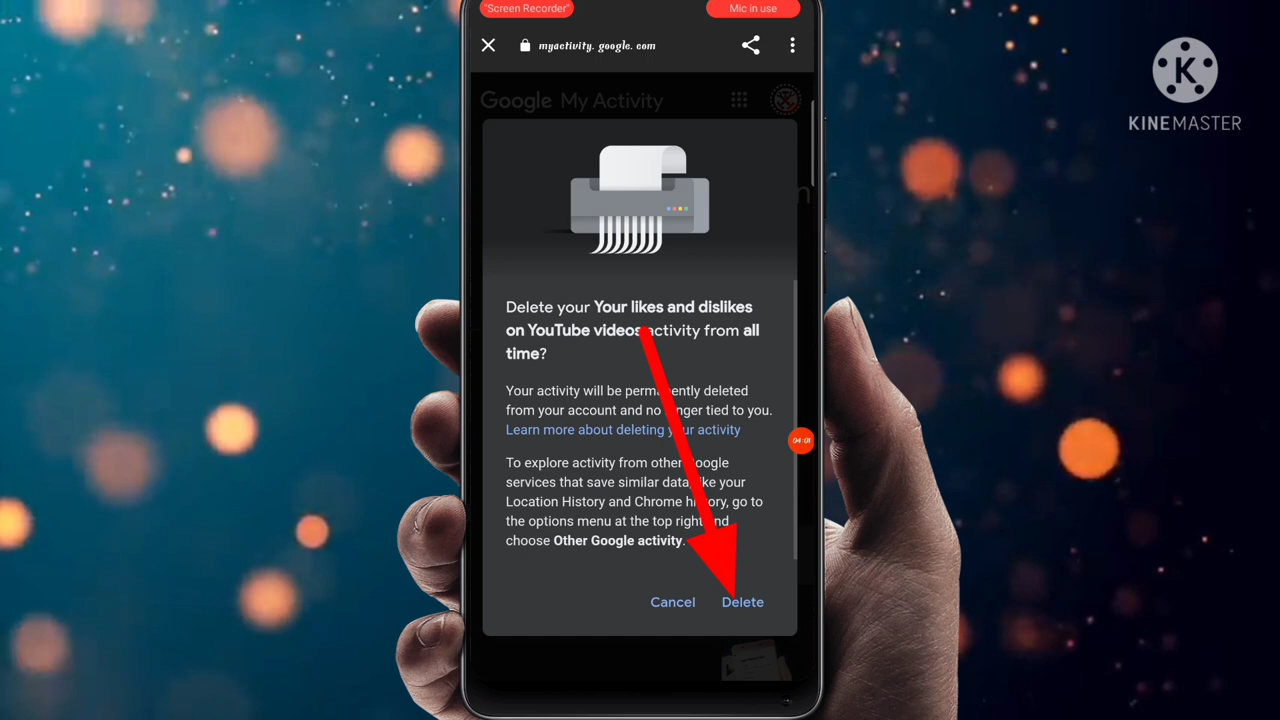 "Screen Recorder"
Mic in use
myactivity. google. com
K
KINEMASTER
Google My Activity
n
Delete your Your likes and dislikes
on YouTube videos activity from all
time?
Your activity will be permanently deleted
from your account and no longer tied to you.
Learn more about deleting your activity
04:01
To explore activity from other Google
services that save similar data, like your
Location History and Chrome history, go to
the options menu at the top right and
choose Other Google activity.
Cancel
Delete